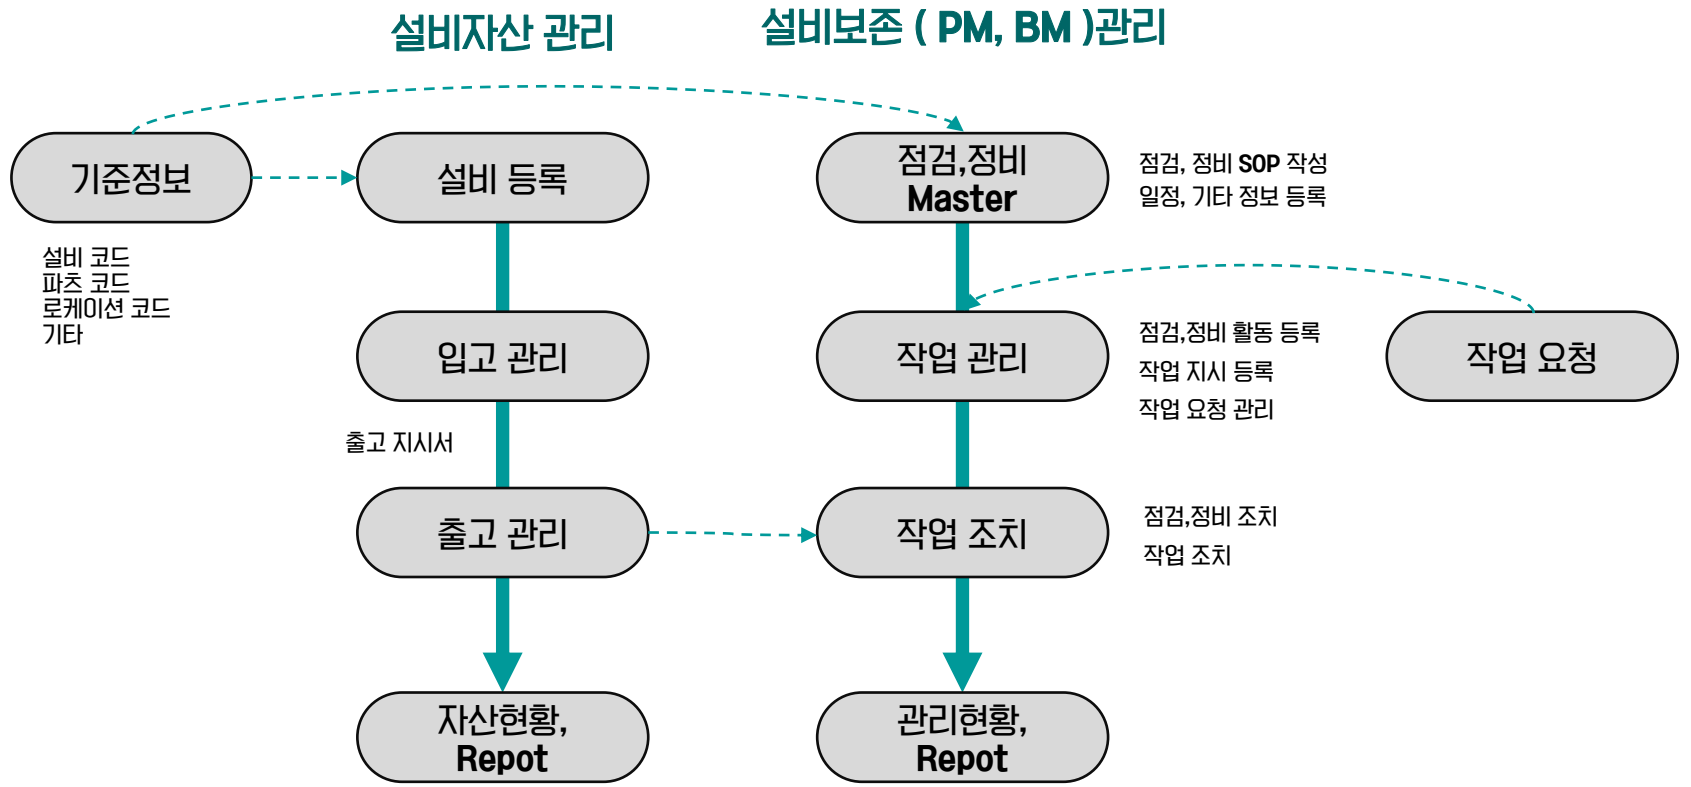 설비자산 관리
설비보존 ( PM, BM )관리
기준정보
설비 코드
파츠 코드
로케이션 코드
기타
설비 등록
입고 관리
출고 지시서
출고 관리
자산현황,
Repot
점검,정비
Master
점검, 정비 SOP 작성
일정, 기타 정보 등록
작업 관리
점검,정비 활동 등록
작업 지시 등록
작업 요청 관리
작업 요청
작업 조치
점검,정비 조치
작업 조치
관리현황,
Repot